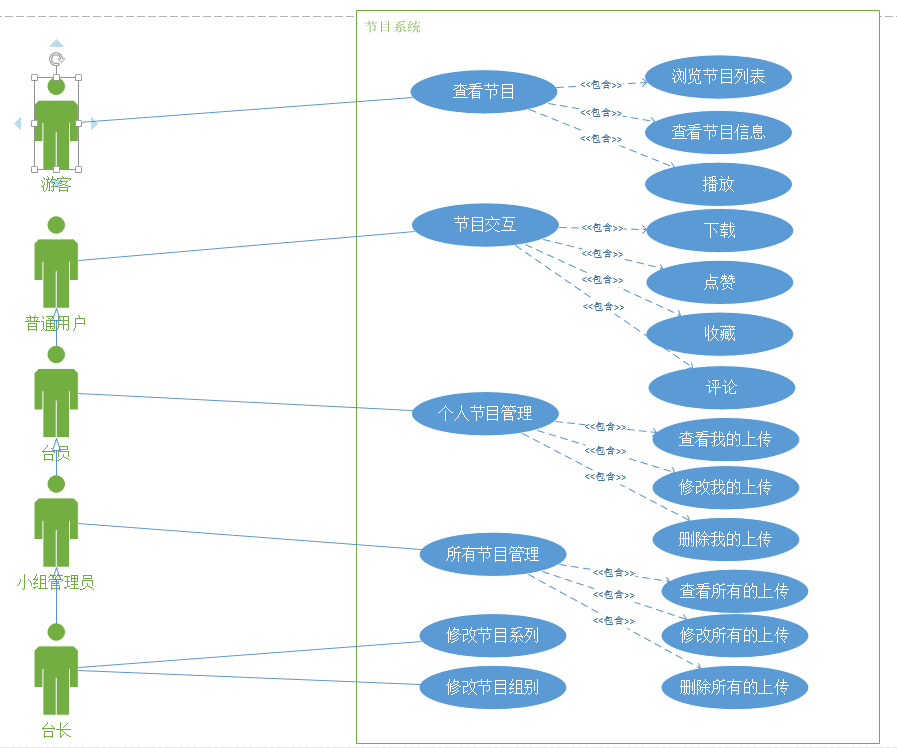 节目系统
游客
查看节目
<<包含>>
浏览节目列表
<<包含>>
查看节目信息
<<包含>>
播放
普通用户
节目交互
<<包含>>
下载
<<包含>>
点赞
<<包含>>
收藏
<<包含>>
评论
台员
个人节目管理
<<包含>>
查看我的上传
<<包含>>
修改我的上传
<<包含>>
删除我的上传
小组管理员
所有节目管理
<<包含>>
查看所有的上传
<<包含>>
修改所有的上传
<<包含>>
删除所有的上传
台长
修改节目系列
修改节目组别